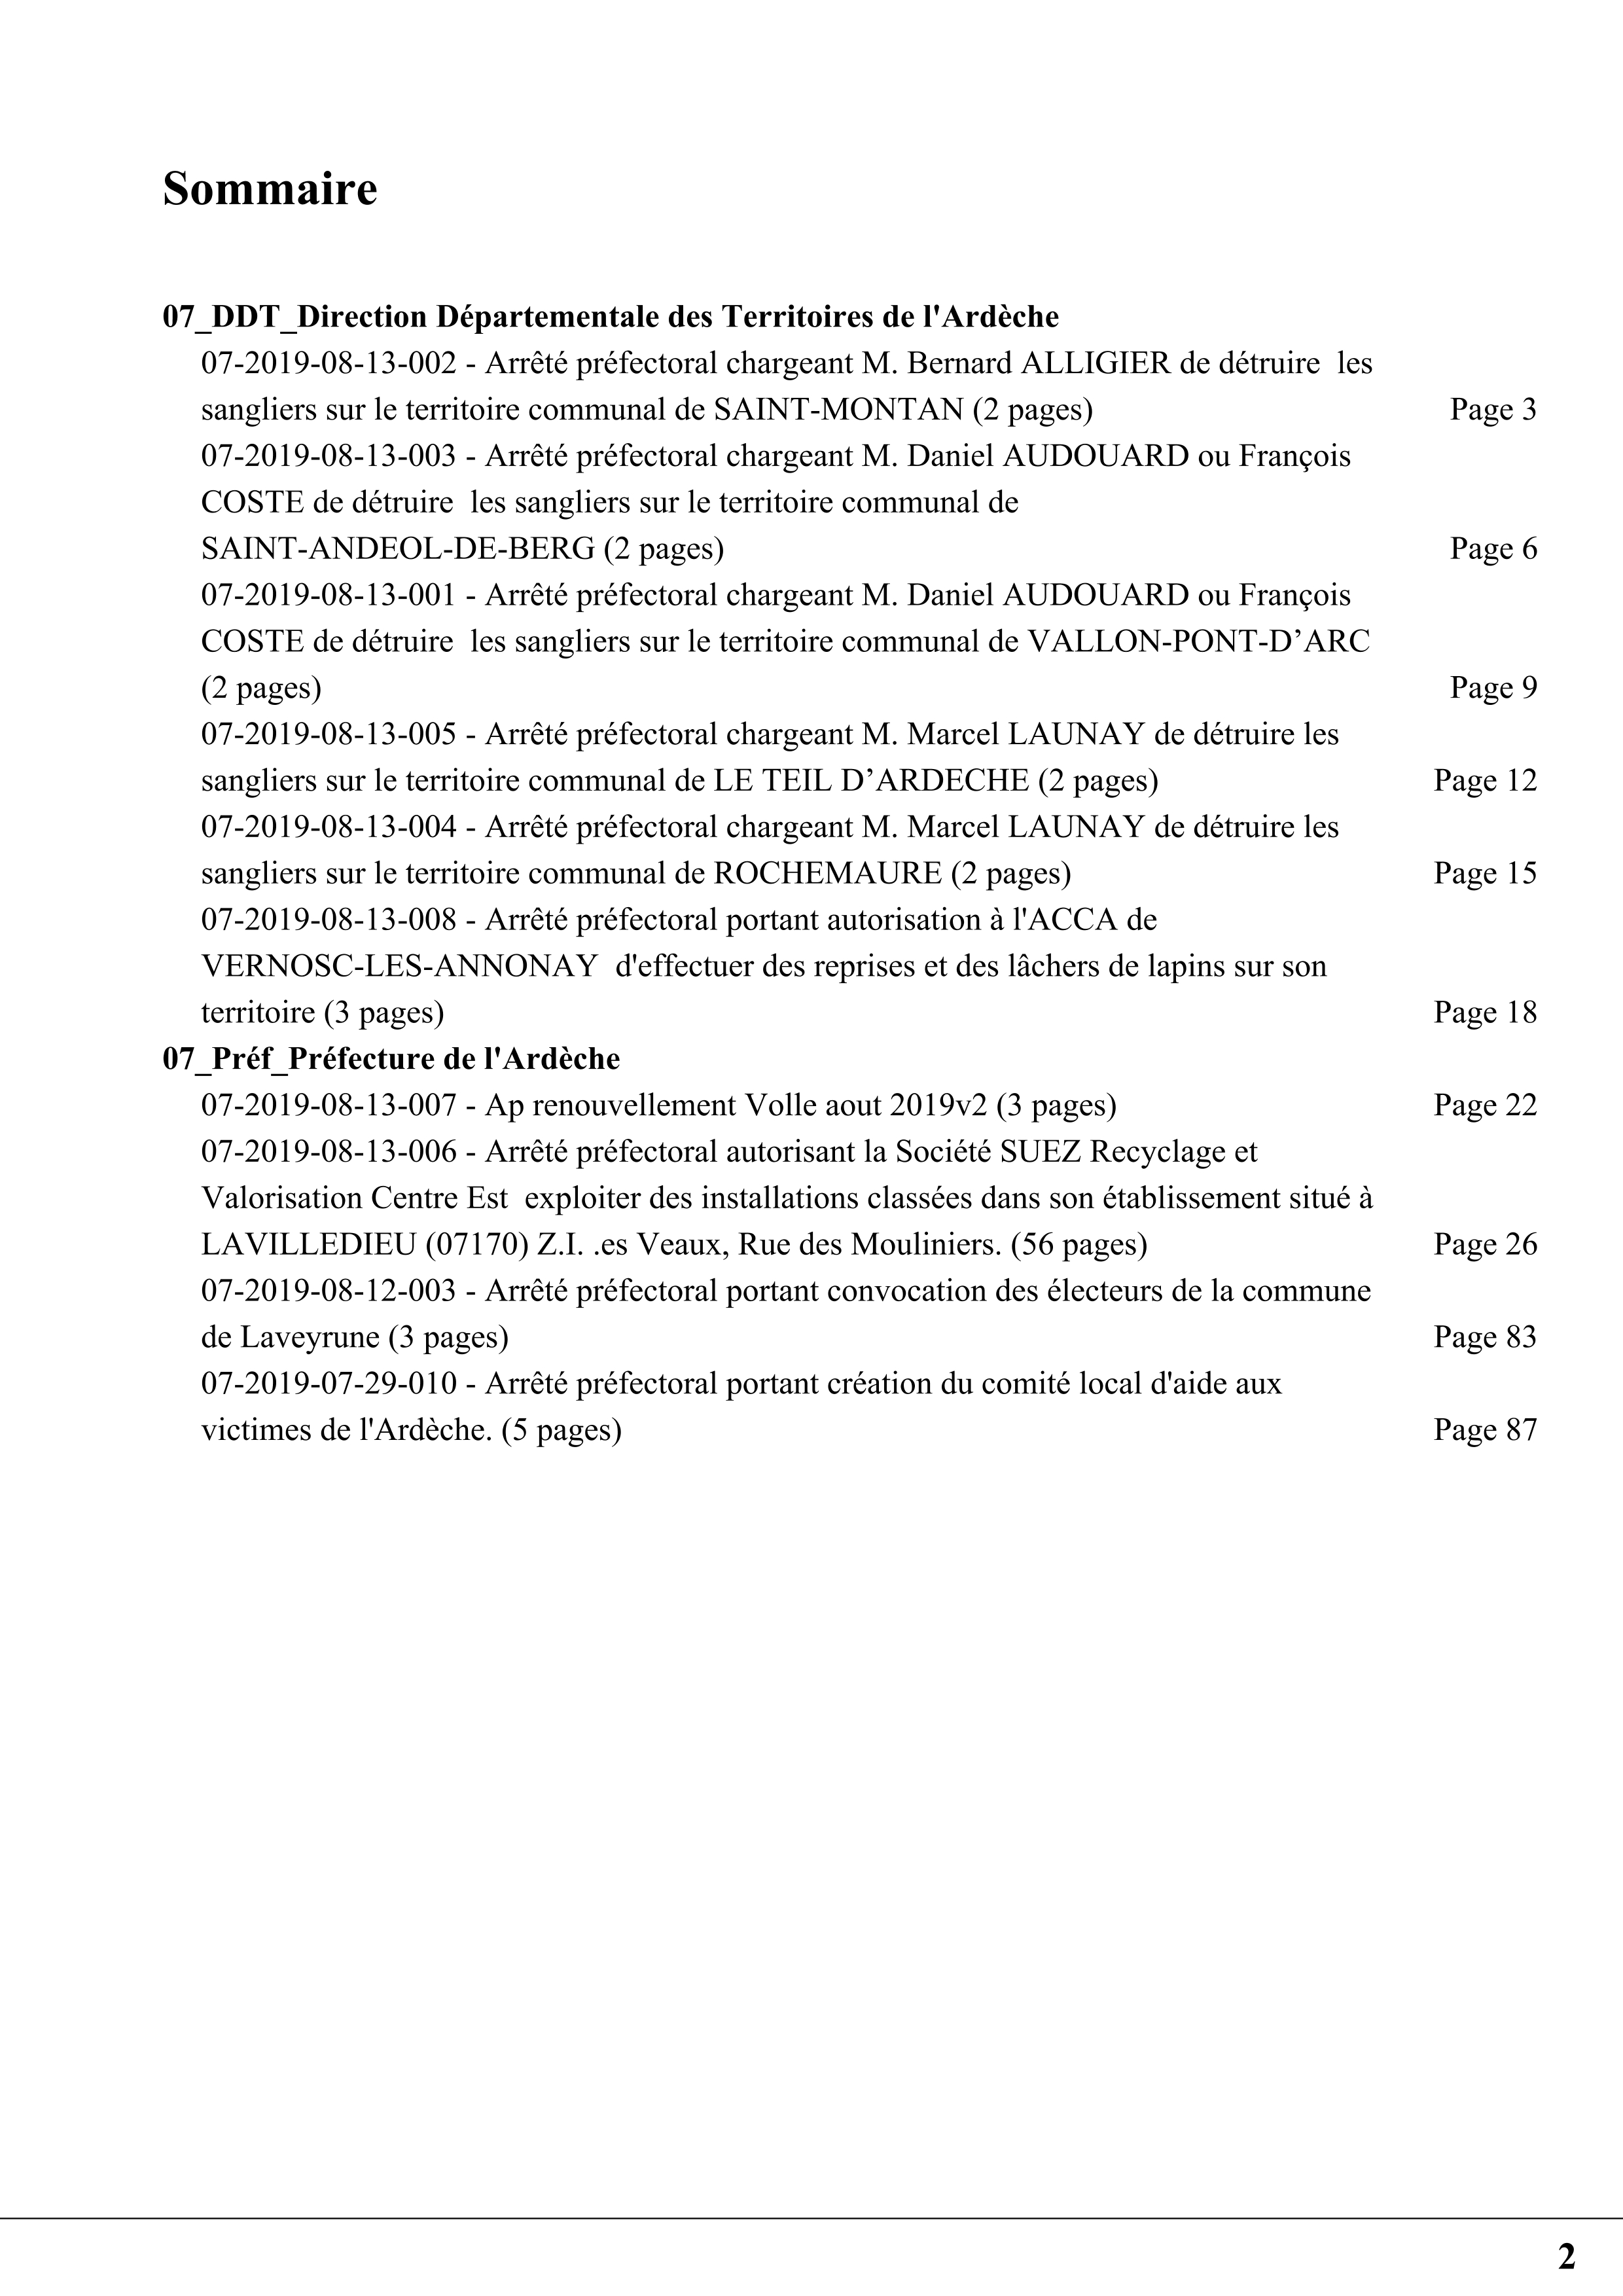 Sommaire
07_DDT_Direction Départementale des Territoires de l'Ardèche
07-2019-08-13-002 - Arrêté préfectoral chargeant M. Bernard ALLIGIER de détruire  les
sangliers sur le territoire communal de SAINT-MONTAN (2 pages) Page 3
07-2019-08-13-003 - Arrêté préfectoral chargeant M. Daniel AUDOUARD ou François
COSTE de détruire  les sangliers sur le territoire communal de
SAINT-ANDEOL-DE-BERG (2 pages) Page 6
07-2019-08-13-001 - Arrêté préfectoral chargeant M. Daniel AUDOUARD ou François
COSTE de détruire  les sangliers sur le territoire communal de VALLON-PONT-D’ARC
(2 pages) Page 9
07-2019-08-13-005 - Arrêté préfectoral chargeant M. Marcel LAUNAY de détruire les
sangliers sur le territoire communal de LE TEIL D’ARDECHE (2 pages) Page 12
07-2019-08-13-004 - Arrêté préfectoral chargeant M. Marcel LAUNAY de détruire les
sangliers sur le territoire communal de ROCHEMAURE (2 pages) Page 15
07-2019-08-13-008 - Arrêté préfectoral portant autorisation à l'ACCA de
VERNOSC-LES-ANNONAY  d'effectuer des reprises et des lâchers de lapins sur son
territoire (3 pages) Page 18
07_Préf_Préfecture de l'Ardèche
07-2019-08-13-007 - Ap renouvellement Volle aout 2019v2 (3 pages) Page 22
07-2019-08-13-006 - Arrêté préfectoral autorisant la Société SUEZ Recyclage et
Valorisation Centre Est  exploiter des installations classées dans son établissement situé à
LAVILLEDIEU (07170) Z.I. .es Veaux, Rue des Mouliniers. (56 pages) Page 26
07-2019-08-12-003 - Arrêté préfectoral portant convocation des électeurs de la commune
de Laveyrune (3 pages) Page 83
07-2019-07-29-010 - Arrêté préfectoral portant création du comité local d'aide aux
victimes de l'Ardèche. (5 pages) Page 87
2